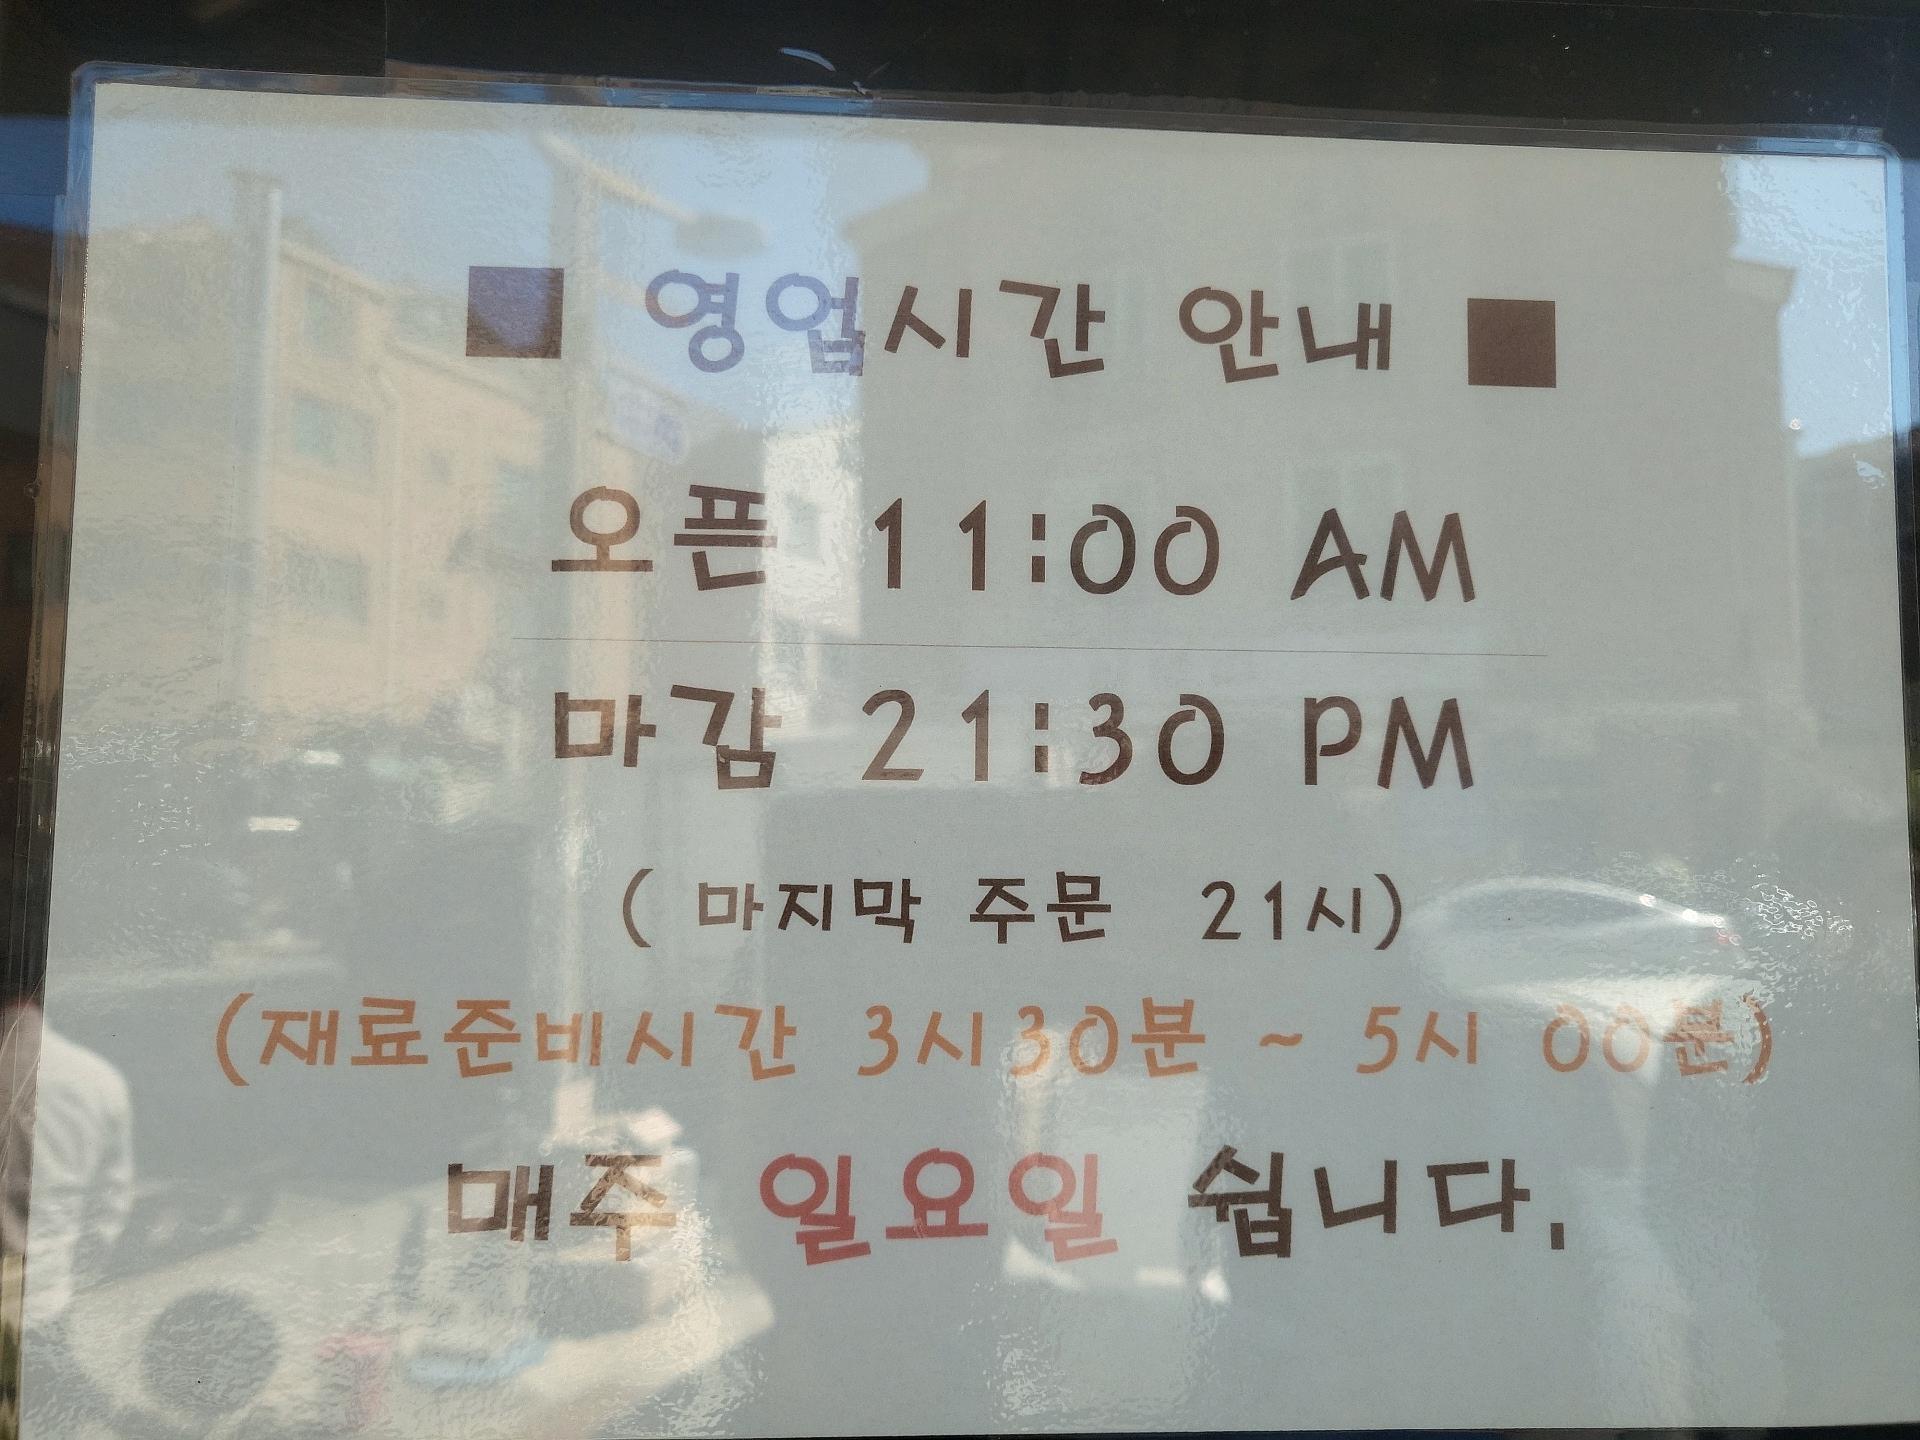 ■ 영업시간 안내 ■
오픈 11:00 AM
마감 21:30 PM
( 마지막 주문 21시)
(재료준비시간 3시30분 ~ 5시 00분)
매주 일요일 쉽니다.